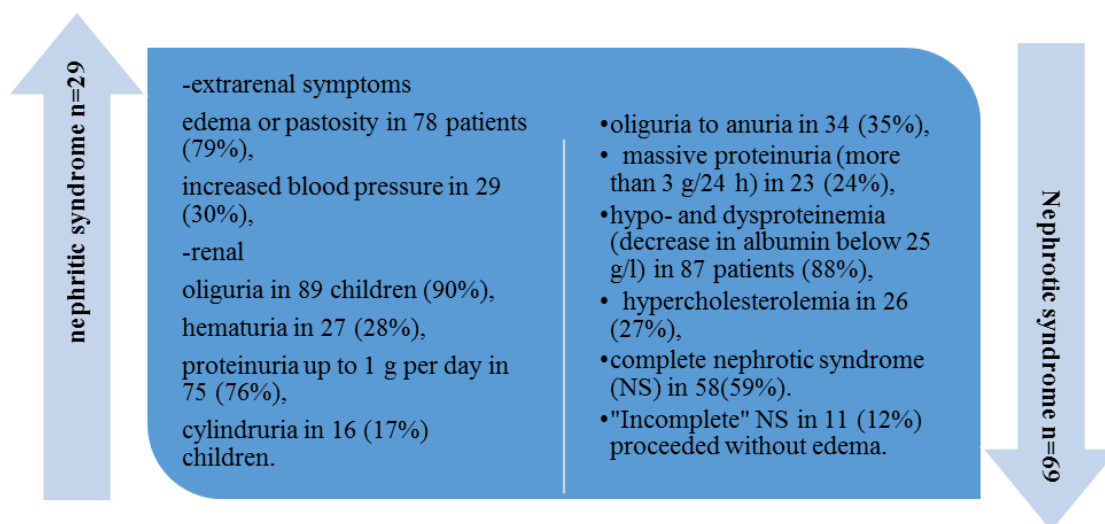 nephritic syndrome n=29
-extrarenal symptoms
edema or pastosity in 78 patients
(79%),
increased blood pressure in 29
(30%),
-renal
oliguria in 89 children (90%),
hematuria in 27 (28%),
proteinuria up to 1 g per day in
75 (76%),
cylindruria in 16 (17%)
children.
•oliguria to anuria in 34 (35%),
• massive proteinuria (more
than 3 g/24 h) in 23 (24%),
•hypo- and dysproteinemia
(decrease in albumin below 25
g/l) in 87 patients (88%),
• hypercholesterolemia in 26
(27%),
•complete nephrotic syndrome
(NS) in 58(59%).
•"Incomplete" NS in 11 (12%)
proceeded without edema.
Nephrotic syndrome n=69